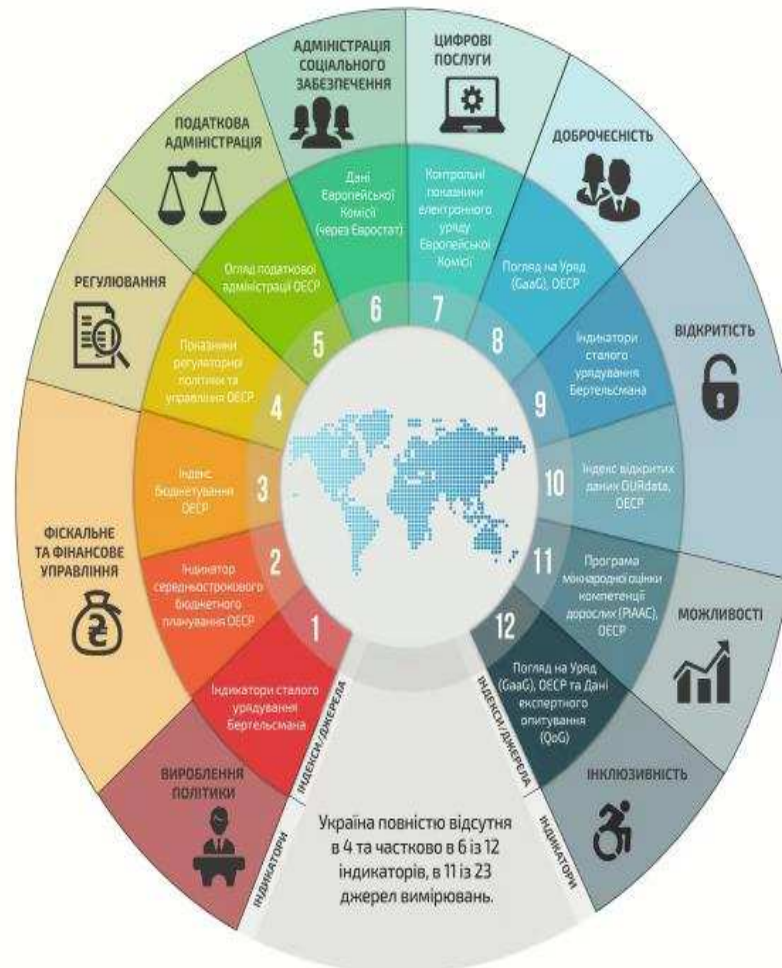 АДМІНІСТРАЦІЯ
СОЦІАЛЬНОГО
ЗАБЕЗПЕЧЕННЯ
ЦИФРОВІ
ПОСЛУГИ
ПОДАТКОВА
АДМІНІСТРАЦІЯ
ДОБРОЧЕСНІСТЬ
РЕГУЛЮВАННЯ
ВІДКРИТІСТЬ
ФІСКАЛЬНЕ
ТА ФІНАНСОВЕ
УПРАВЛІННЯ
МОЖЛИВОСТІ
ВИРОБЛЕННЯ
ПОЛІТИКИ
ІНКЛЮЗИВНІСТЬ
Дані
Європейської
Комісії
(через Євростат)
6
Контрольні
показники
електронного
уряду
Європейської
Комісії
7
Огляд податкової
адміністрації ОЕСР
5
Погляд на Уряд
(GaaG), ОЕСР
8
Показники
регуляторної
політики та
управління ОЕСР
4
Індикатори
сталого
урядування
Бертельсмана
9
Індекс
бюджетування
ОЕСР
3
10
Індекс відкритих
даних OURdata,
ОЕСР
Індикатор
середньострокового
бюджетного
планування ОЕСР
2
11
Програма
міжнародної оцінки
компетенції
дорослих (PIAAC),
ОЕСР
1
Індикатори сталого
урядування
Бертельсмана
12
Погляд на Уряд
(GaaG), ОЕСР та Дані
експертного
опитування
(QoG)
ІНДЕКСИ/ДЖЕРЕЛА
ІНДЕКСИ/ДЖЕРЕЛА
ІНДИКАТОРИ
ІНДИКАТОРИ
Україна повністю відсутня
в 4 та частково в 6 із 12
індикаторів, в 11 із 23
джерел вимірювань.